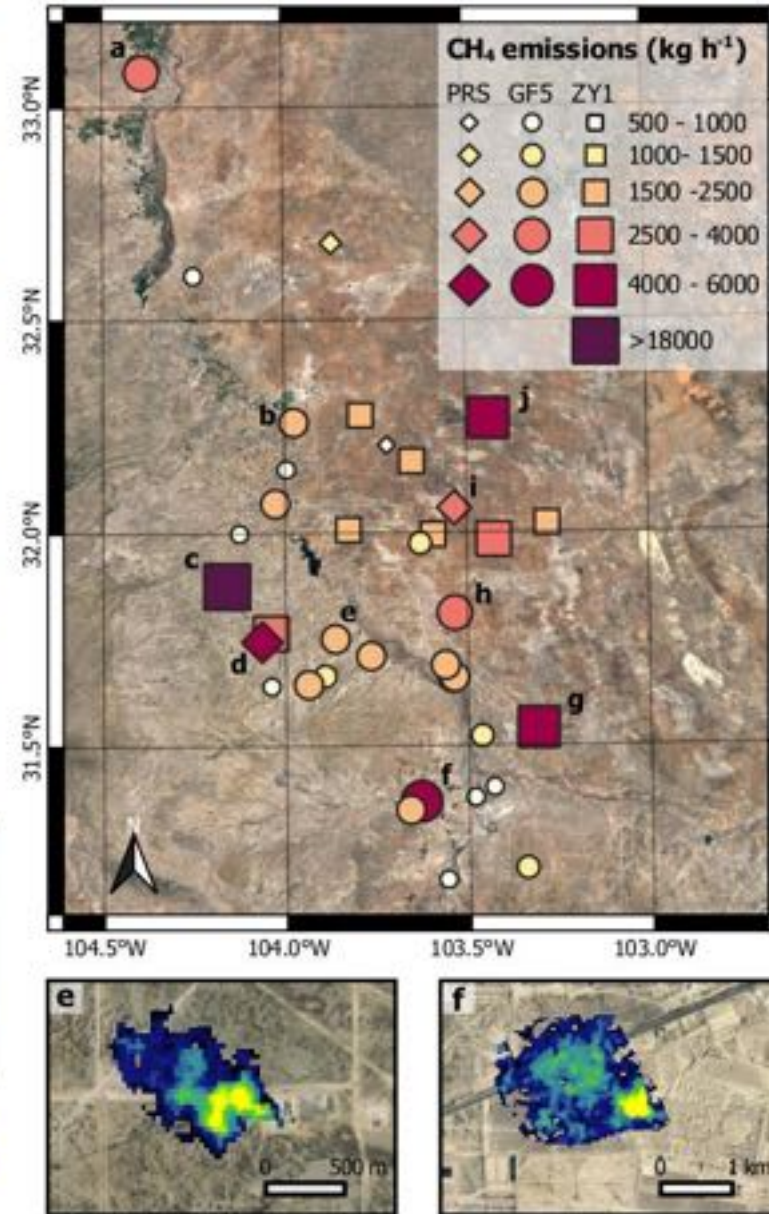 CH₄ emissions (kg h⁻¹)
PRS GF5 ZY1
500 - 1000
1000- 1500
1500 -2500
2500 - 4000
4000 - 6000
>18000
a
33.0°N
32.5°N
j
b
i
32.0°N
c
h
e
d
g
31.5°N
f
104.5°W 104.0°W 103.5°W 103.0°W
e
0 500 m
f
0 1 km